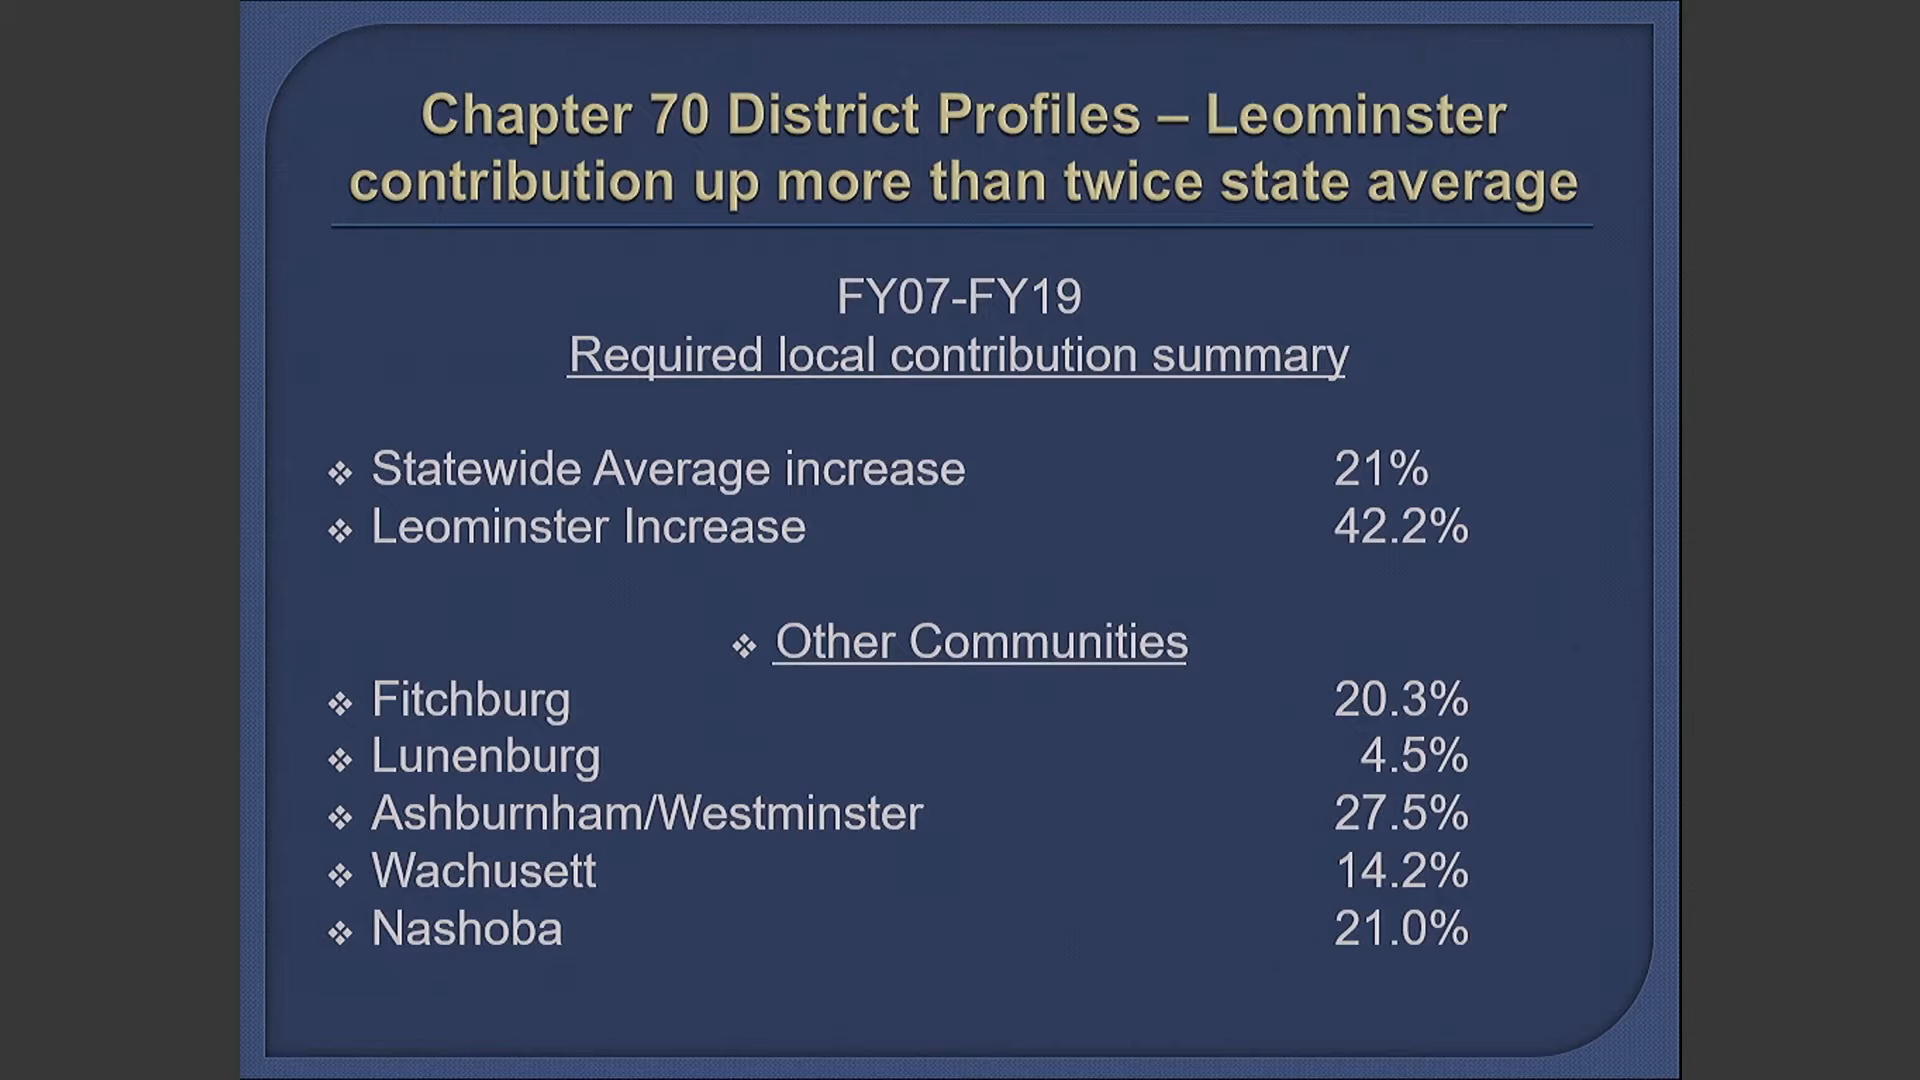 Chapter 70 District Profiles – Leominster
contribution up more than twice state average
FY07-FY19
Required local contribution summary
❖ Statewide Average increase 21%
❖ Leominster Increase 42.2%
❖ Other Communities
❖ Fitchburg 20.3%
❖ Lunenburg 4.5%
❖ Ashburnham/Westminster 27.5%
❖ Wachusett 14.2%
❖ Nashoba 21.0%